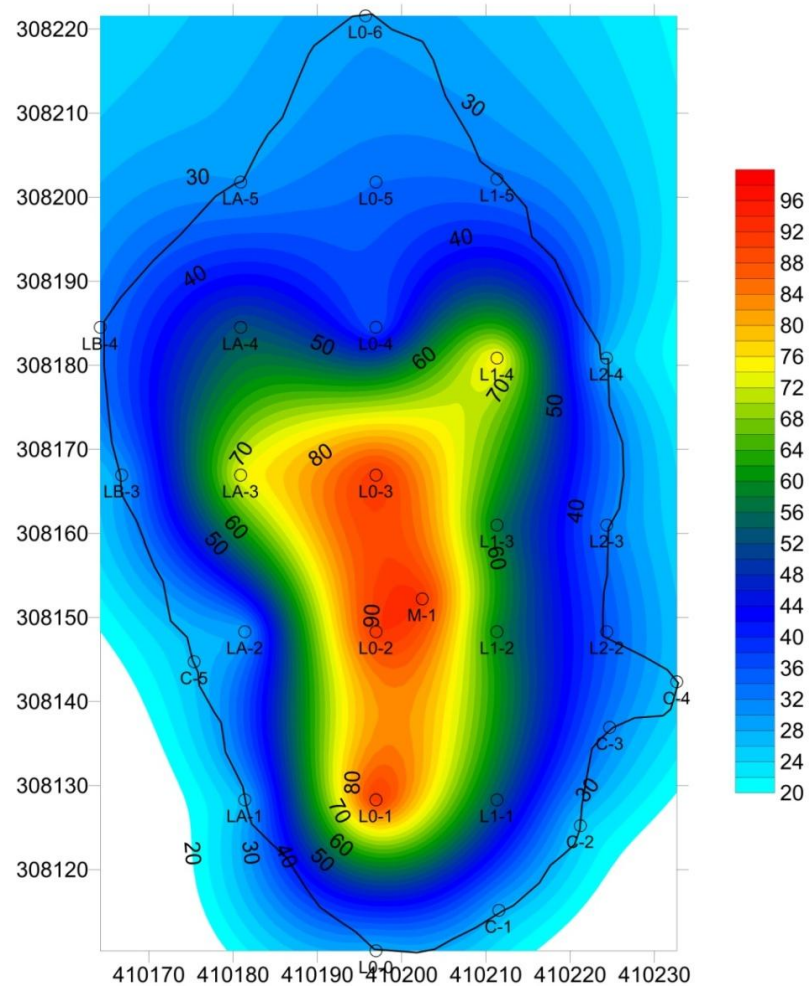 308220
L0-6
308210
30
308200
30
LA-5
L0-5
L1-5
40
308190
40
LB-4
LA-4
50
L0-4
60
L1-4
L2-4
308180
70
50
308170
70
80
LB-3
LA-3
L0-3
308160
60
50
40
L1-3
60
L2-3
308150
90
M-1
LA-2
L0-2
L1-2
L2-2
C-5
308140
C-4
C-3
308130
80
30
LA-1
70
L0-1
L1-1
60
C-2
308120
20
30
40
50
C-1
L0-0
410170
410180
410190
410200
410210
410220
410230
96
92
88
84
80
76
72
68
64
60
56
52
48
44
40
36
32
28
24
20